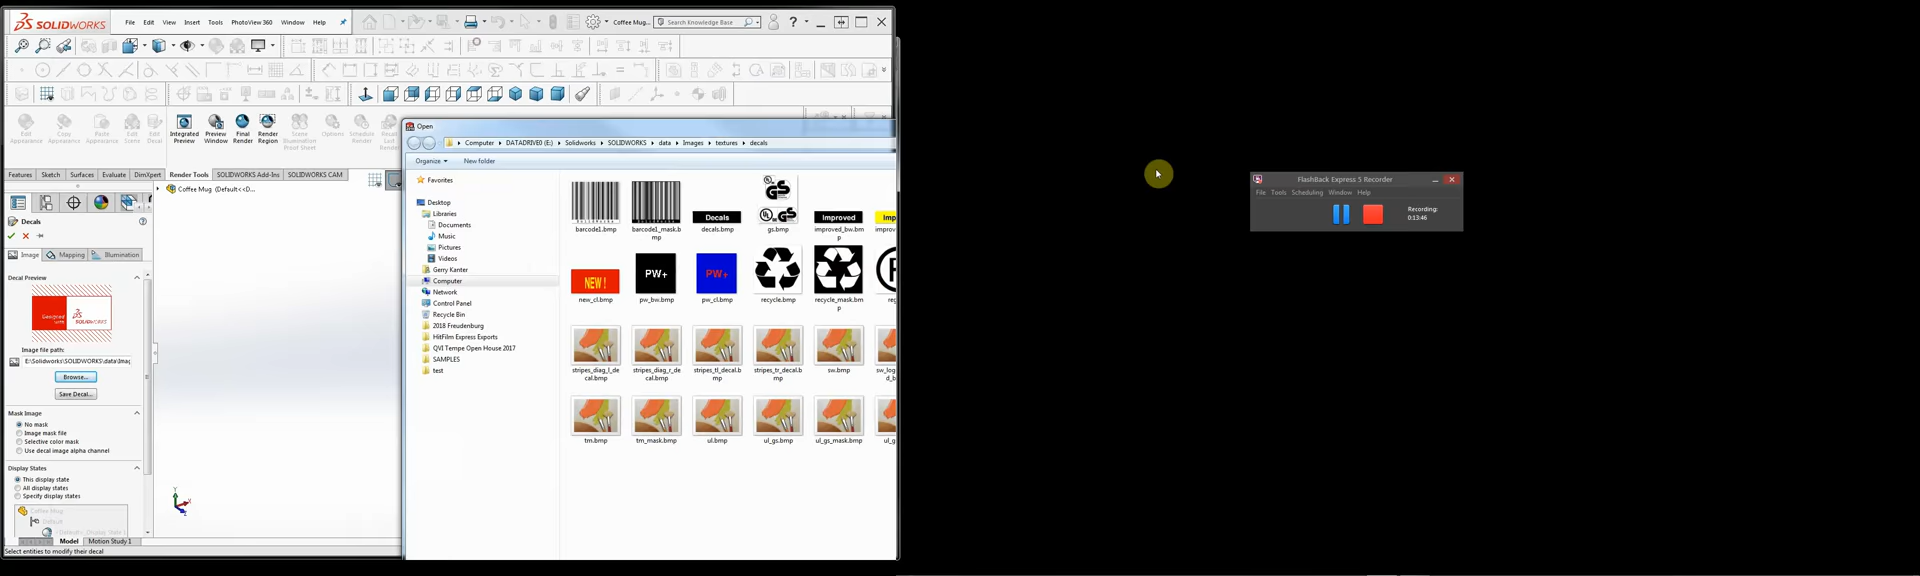 SOLIDWORKS File Edit View Insert Tools PhotoView 360 Window Help Coffee Mug... Search Knowledge Base ?
Edit Appearance Copy Appearance Paste Appearance Edit Scene Edit Decal Integrated Preview Preview Window Final Render Render Region Scene Illumination Proof Sheet Options Schedule Render Recall Last Render
Features Sketch Surfaces Evaluate DimXpert Render Tools SOLIDWORKS Add-Ins SOLIDWORKS CAM
Coffee Mug (Default<<D...
Decals
Image Mapping Illumination
Decal Preview
Designed with SOLIDWORKS
Image file path:
E:\Solidworks\SOLIDWORKS\data\Imag
Browse...
Save Decal...
Mask Image
No mask
Image mask file
Selective color mask
Use decal image alpha channel
Display States
This display state
All display states
Specify display states
Coffee Mug
Default
Model Motion Study 1
Select entities to modify their decal
Open
Computer DATADRIVE0 (E:) Solidworks SOLIDWORKS data Images textures decals
Organize New folder
Favorites
Desktop
Libraries
Documents
Music
Pictures
Videos
Gerry Kanter
Computer
Network
Control Panel
Recycle Bin
2018 Freudenburg
HitFilm Express Exports
QVI Tempe Open House 2017
SAMPLES
test
Decals
Improved
Imp
barcode1.bmp barcode1_mask.bmp decals.bmp gs.bmp improved_bw.bmp improv
NEW !
PW+
PW+
new_cl.bmp pw_bw.bmp pw_cl.bmp recycle.bmp recycle_mask.bmp reg
stripes_diag_l_decal.bmp stripes_diag_r_decal.bmp stripes_tl_decal.bmp stripes_tr_decal.bmp sw.bmp
tm.bmp tm_mask.bmp ul.bmp ul_gs.bmp ul_gs_mask.bmp ul_g
FlashBack Express 5 Recorder
File Tools Scheduling Window Help
Recording:
0:13:46